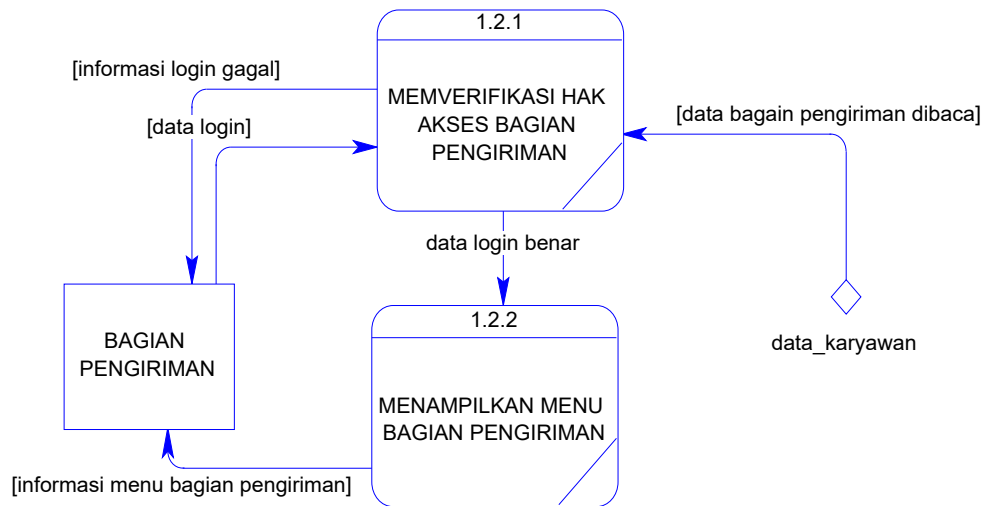 1.2.1
[informasi login gagal]
MEMVERIFIKASI HAK
AKSES BAGIAN
PENGIRIMAN
[data login]
[data bagain pengiriman dibaca]
data login benar
1.2.2
BAGIAN
PENGIRIMAN
data_karyawan
MENAMPILKAN MENU
BAGIAN PENGIRIMAN
[informasi menu bagian pengiriman]